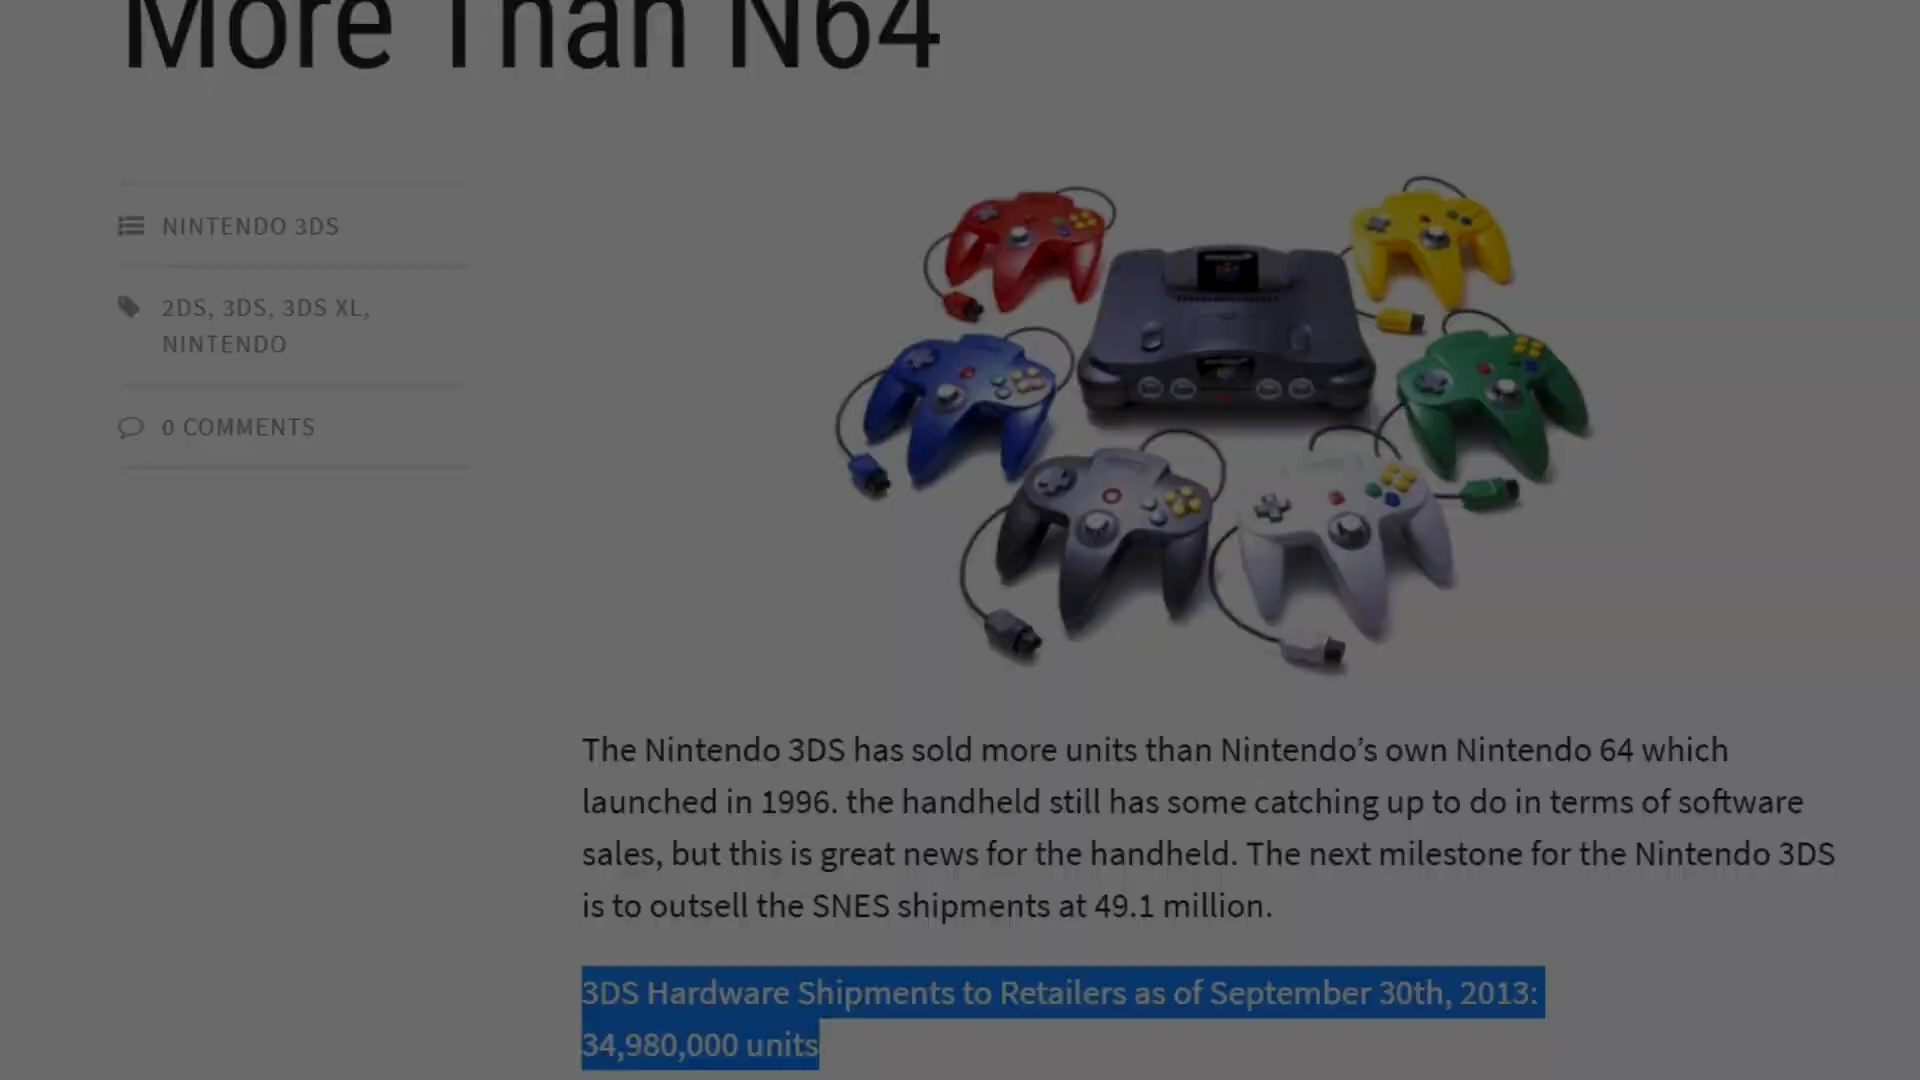 More Than N64
NINTENDO 3DS
2DS, 3DS, 3DS XL,
NINTENDO
0 COMMENTS
The Nintendo 3DS has sold more units than Nintendo’s own Nintendo 64 which
launched in 1996. the handheld still has some catching up to do in terms of software
sales, but this is great news for the handheld. The next milestone for the Nintendo 3DS
is to outsell the SNES shipments at 49.1 million.
3DS Hardware Shipments to Retailers as of September 30th, 2013:
34,980,000 units